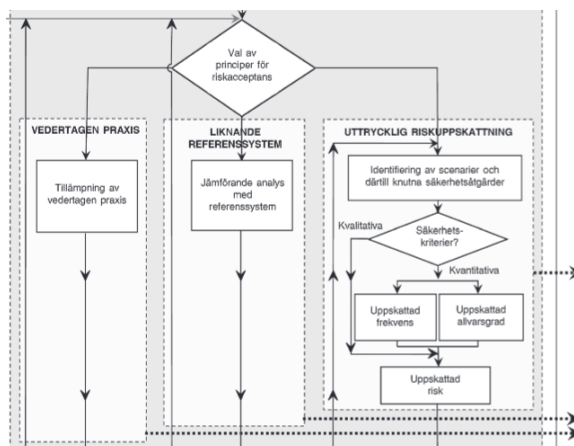 Val av
principer för
riskacceptans
VEDERTAGEN PRAXIS
Tillämpning av
vedertagen praxis
LIKNANDE
REFERENSSYSTEM
Jämförande analys
med
referenssystem
UTTRYCKLIG RISKUPPSKATTNING
Identifiering av scenarier och
därtill knutna säkerhetsåtgärder
Kvalitativa
Säkerhets-
kriterier?
Kvantitativa
Uppskattad
frekvens
Uppskattad
allvarsgrad
Uppskattad
risk